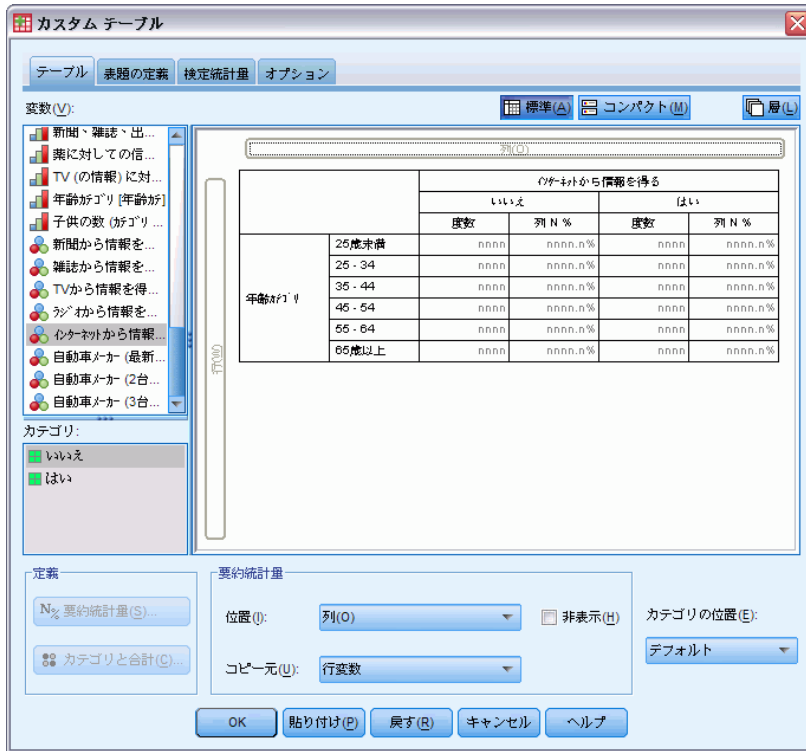 カスタム テーブル
テーブル 表題の定義 検定統計量 オプション
変数(V):
標準(A) コンパクト(M) 層(L)
新聞、雑誌、出...
薬に対しての信...
TV (の情報) に対...
年齢カテゴリ [年齢カテ]
子供の数 (カテゴリ ...
新聞から情報を...
雑誌から情報を...
TVから情報を得...
ラジオから情報を...
インターネットから情報...
自動車メーカー (最新...
自動車メーカー (2台...
自動車メーカー (3台...
カテゴリ:
いいえ
はい
列(O)
行(W)
インターネットから情報を得る
いいえ はい
度数 列 N % 度数 列 N %
年齢カテゴリ
25歳未満 nnnn nnnn.n% nnnn nnnn.n%
25 - 34 nnnn nnnn.n% nnnn nnnn.n%
35 - 44 nnnn nnnn.n% nnnn nnnn.n%
45 - 54 nnnn nnnn.n% nnnn nnnn.n%
55 - 64 nnnn nnnn.n% nnnn nnnn.n%
65歳以上 nnnn nnnn.n% nnnn nnnn.n%
定義
N% 要約統計量(S)...
カテゴリと合計(C)...
要約統計量
位置(I): 列(O) 非表示(H)
コピー元(U): 行変数
カテゴリの位置(E):
デフォルト
OK 貼り付け(P) 戻す(R) キャンセル ヘルプ